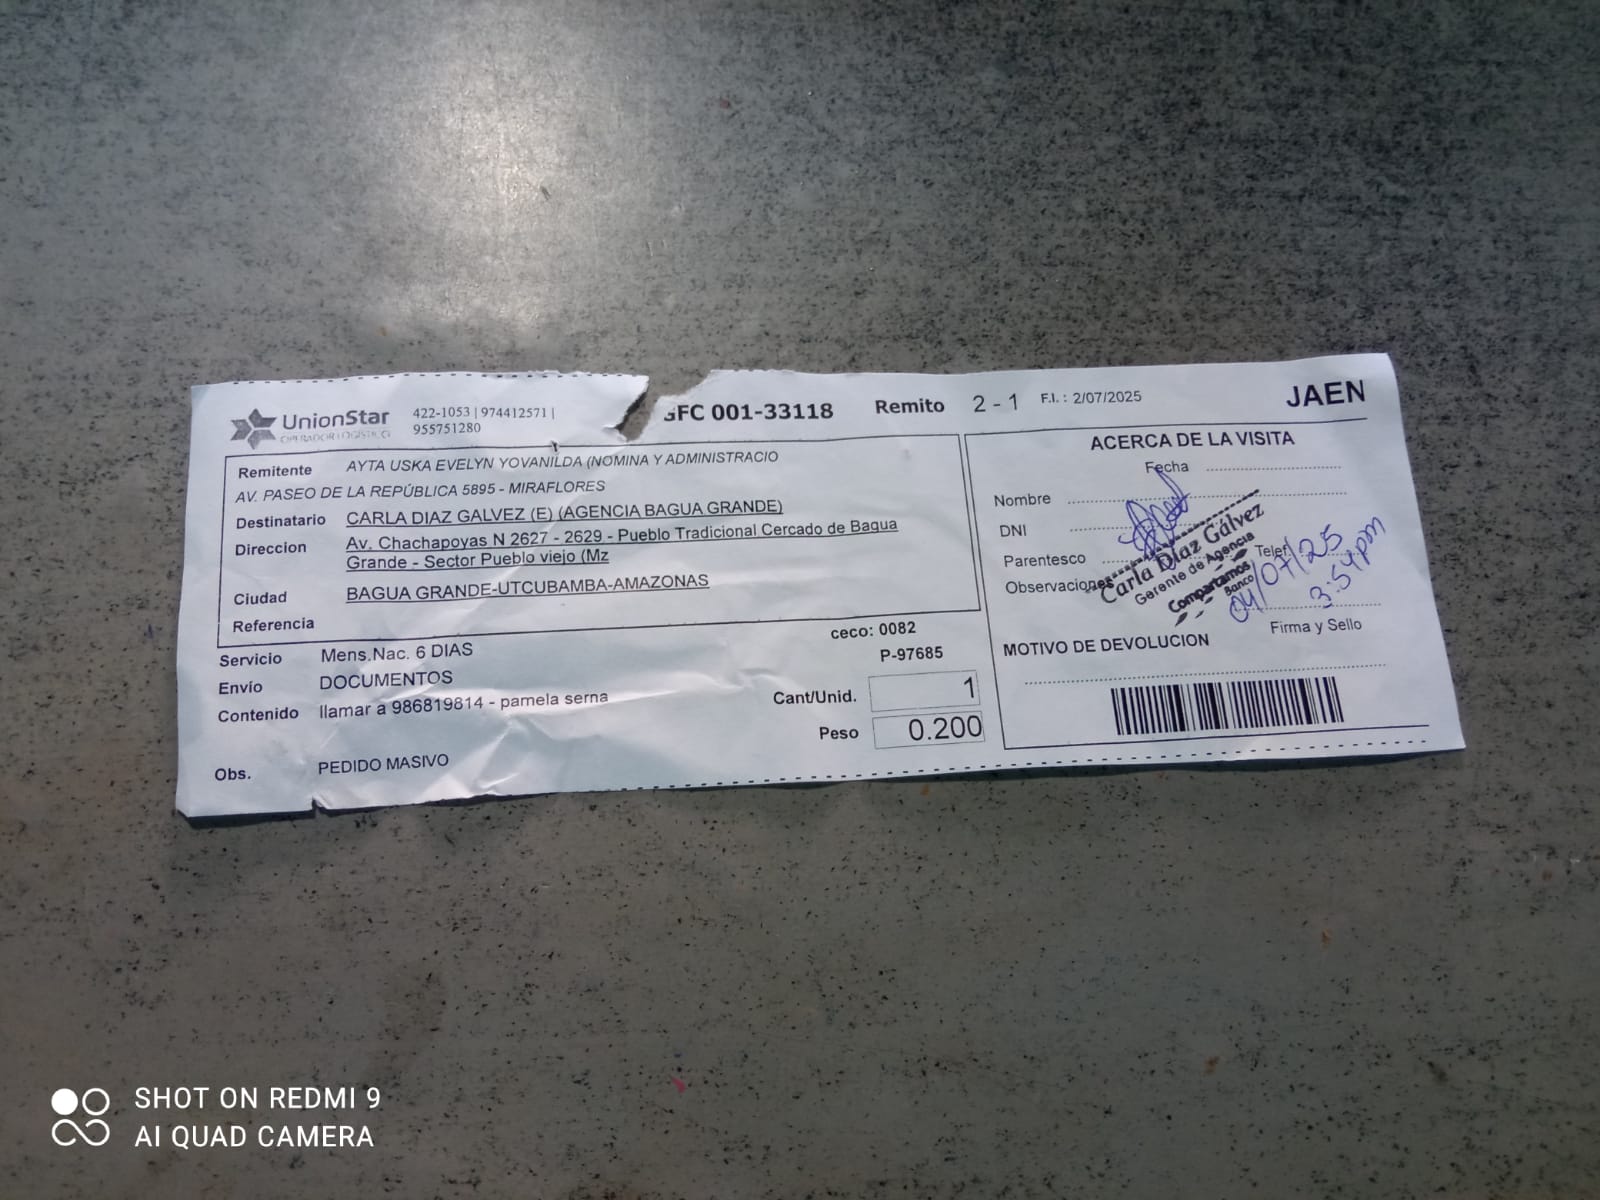 UnionStar
OPERADOR LOGÍSTICO
422-1053 | 974412571 |
955751280
GFC 001-33118
Remito 2 - 1
F.I. : 2/07/2025
JAEN
Remitente AYTA USKA EVELYN YOVANILDA (NOMINA Y ADMINISTRACIO
AV. PASEO DE LA REPÚBLICA 5895 - MIRAFLORES
Destinatario CARLA DIAZ GALVEZ (E) (AGENCIA BAGUA GRANDE)
Direccion Av. Chachapoyas N 2627 - 2629 - Pueblo Tradicional Cercado de Bagua
Grande - Sector Pueblo viejo (Mz
Ciudad BAGUA GRANDE-UTCUBAMBA-AMAZONAS
Referencia
Servicio Mens.Nac. 6 DIAS
Envío DOCUMENTOS
Contenido llamar a 986819814 - pamela serna
Obs. PEDIDO MASIVO
ceco: 0082
P-97685
Cant/Unid. 1
Peso 0.200
ACERCA DE LA VISITA
Fecha
Nombre
DNI
Parentesco
Telef
Observaciones
Carla Díaz Gálvez
Gerente de Agencia
Compartamos
Banco
04/07/25
3:54pm
Firma y Sello
MOTIVO DE DEVOLUCION
SHOT ON REDMI 9
AI QUAD CAMERA